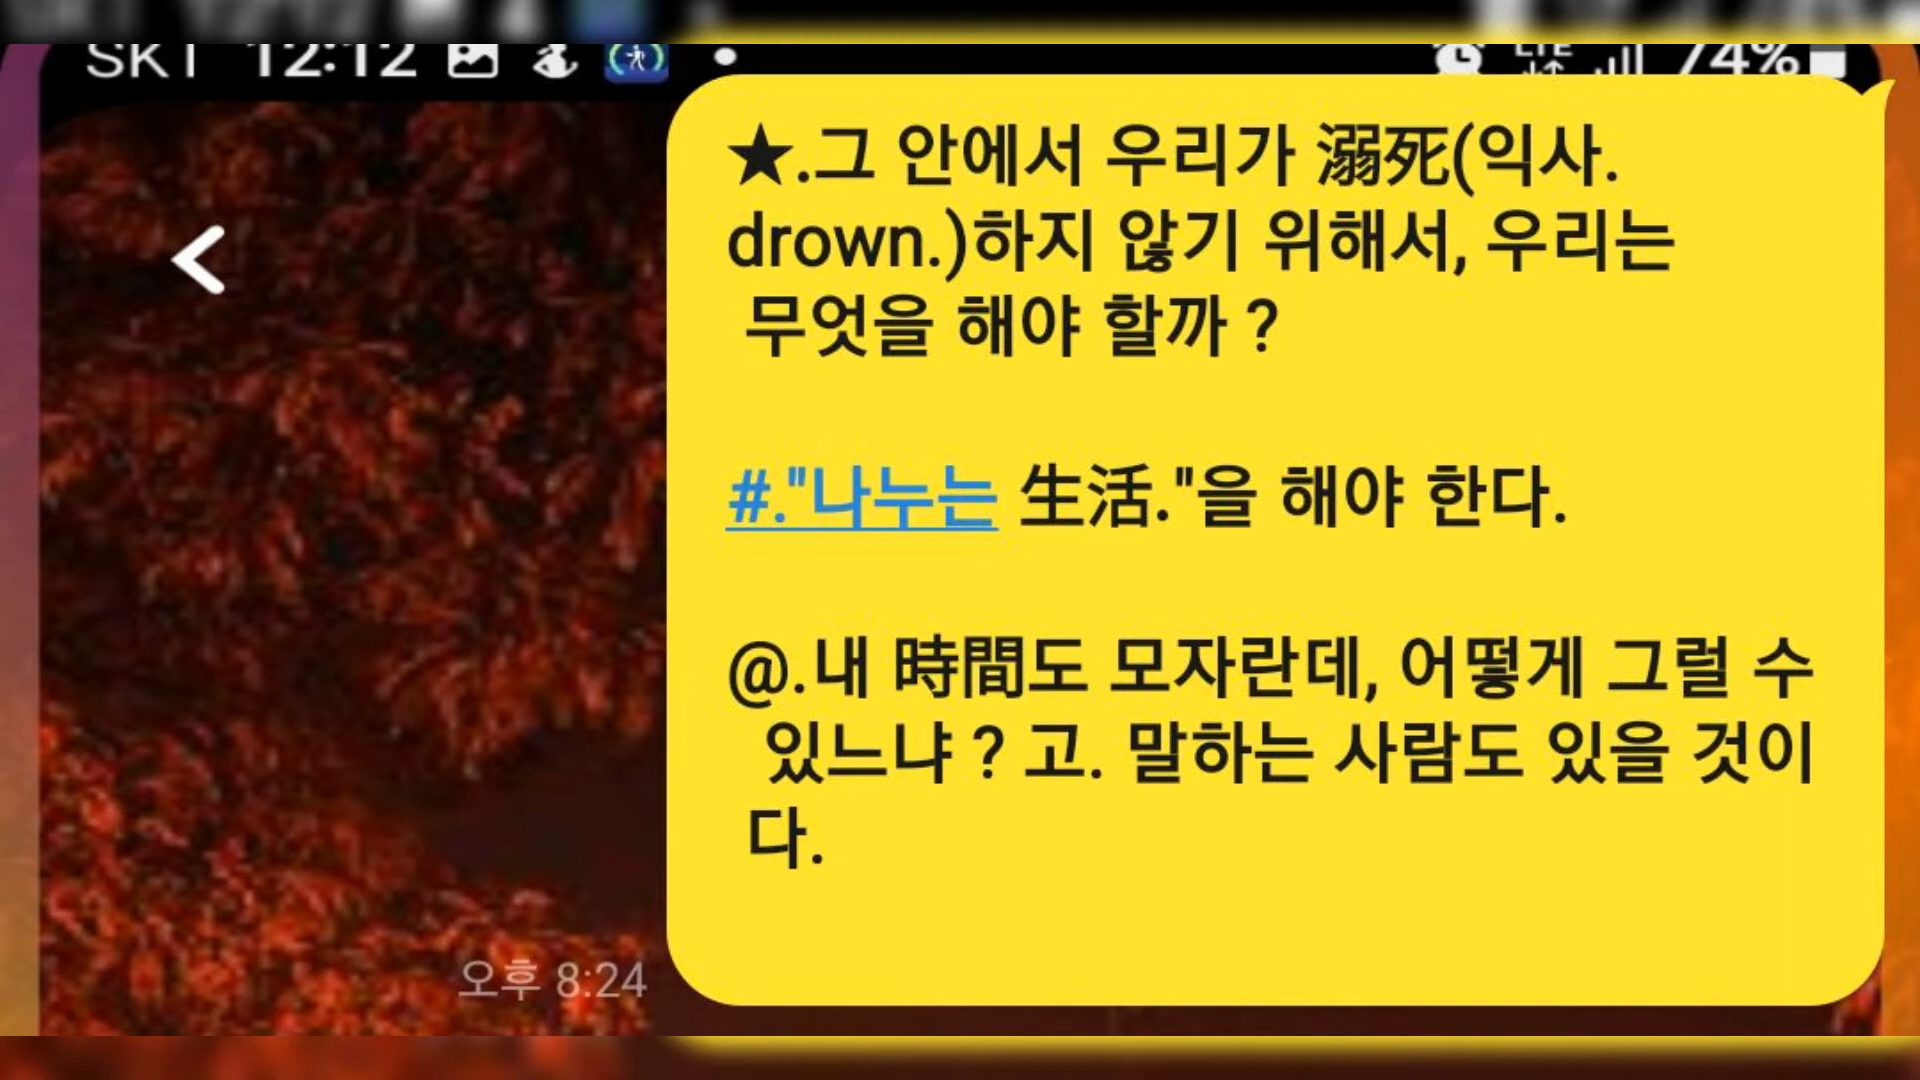 SKT 12:12 LTE 74%
★.그 안에서 우리가 溺死(익사.
drown.)하지 않기 위해서, 우리는
무엇을 해야 할까 ?
#."나누는 生活."을 해야 한다.
@.내 時間도 모자란데, 어떻게 그럴 수
있느냐 ? 고. 말하는 사람도 있을 것이
다.
오후 8:24